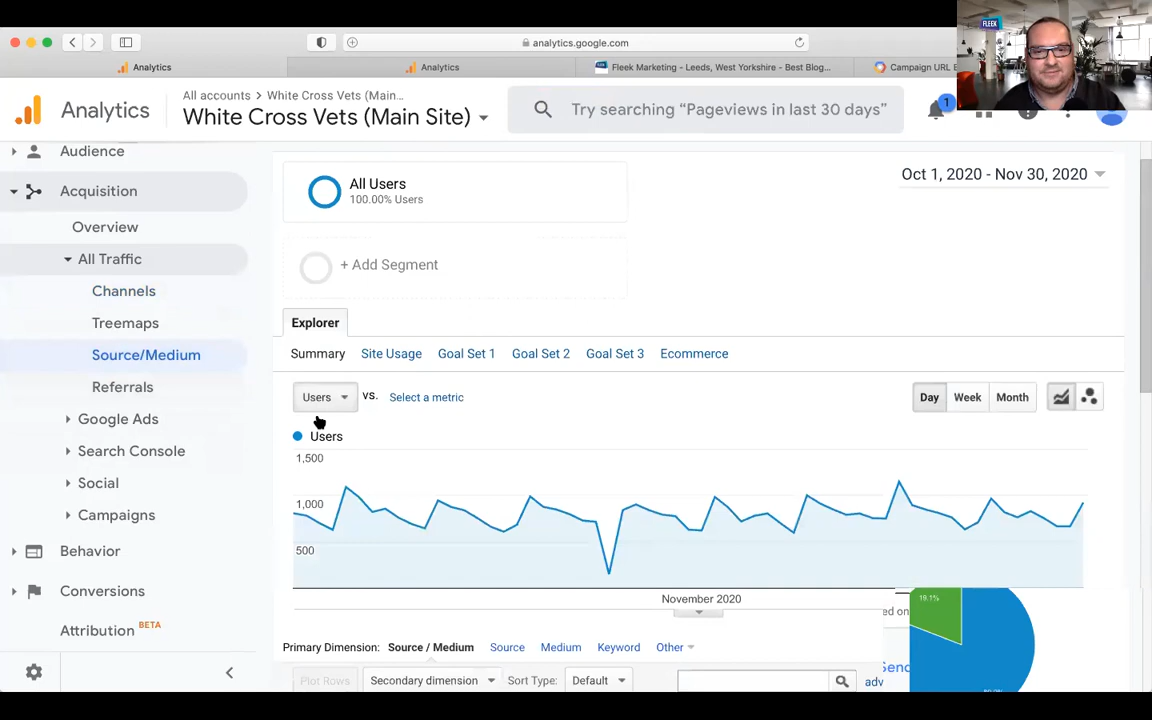 FLEEK
analytics.google.com
Analytics
Analytics
Fleek Marketing - Leeds, West Yorkshire - Best Blog...
Campaign URL
Analytics
All accounts > White Cross Vets (Main...
White Cross Vets (Main Site)
Try searching “Pageviews in last 30 days”
1
Audience
Acquisition
Overview
All Traffic
Channels
Treemaps
Source/Medium
Referrals
Google Ads
Search Console
Social
Campaigns
Behavior
Conversions
Attribution BETA
All Users
100.00% Users
Oct 1, 2020 - Nov 30, 2020
+ Add Segment
Explorer
Summary Site Usage Goal Set 1 Goal Set 2 Goal Set 3 Ecommerce
Users vs. Select a metric
Day Week Month
Users
1,500
1,000
500
November 2020
19.1%
ed on
Primary Dimension: Source / Medium Source Medium Keyword Other
Plot Rows Secondary dimension Sort Type: Default
adv